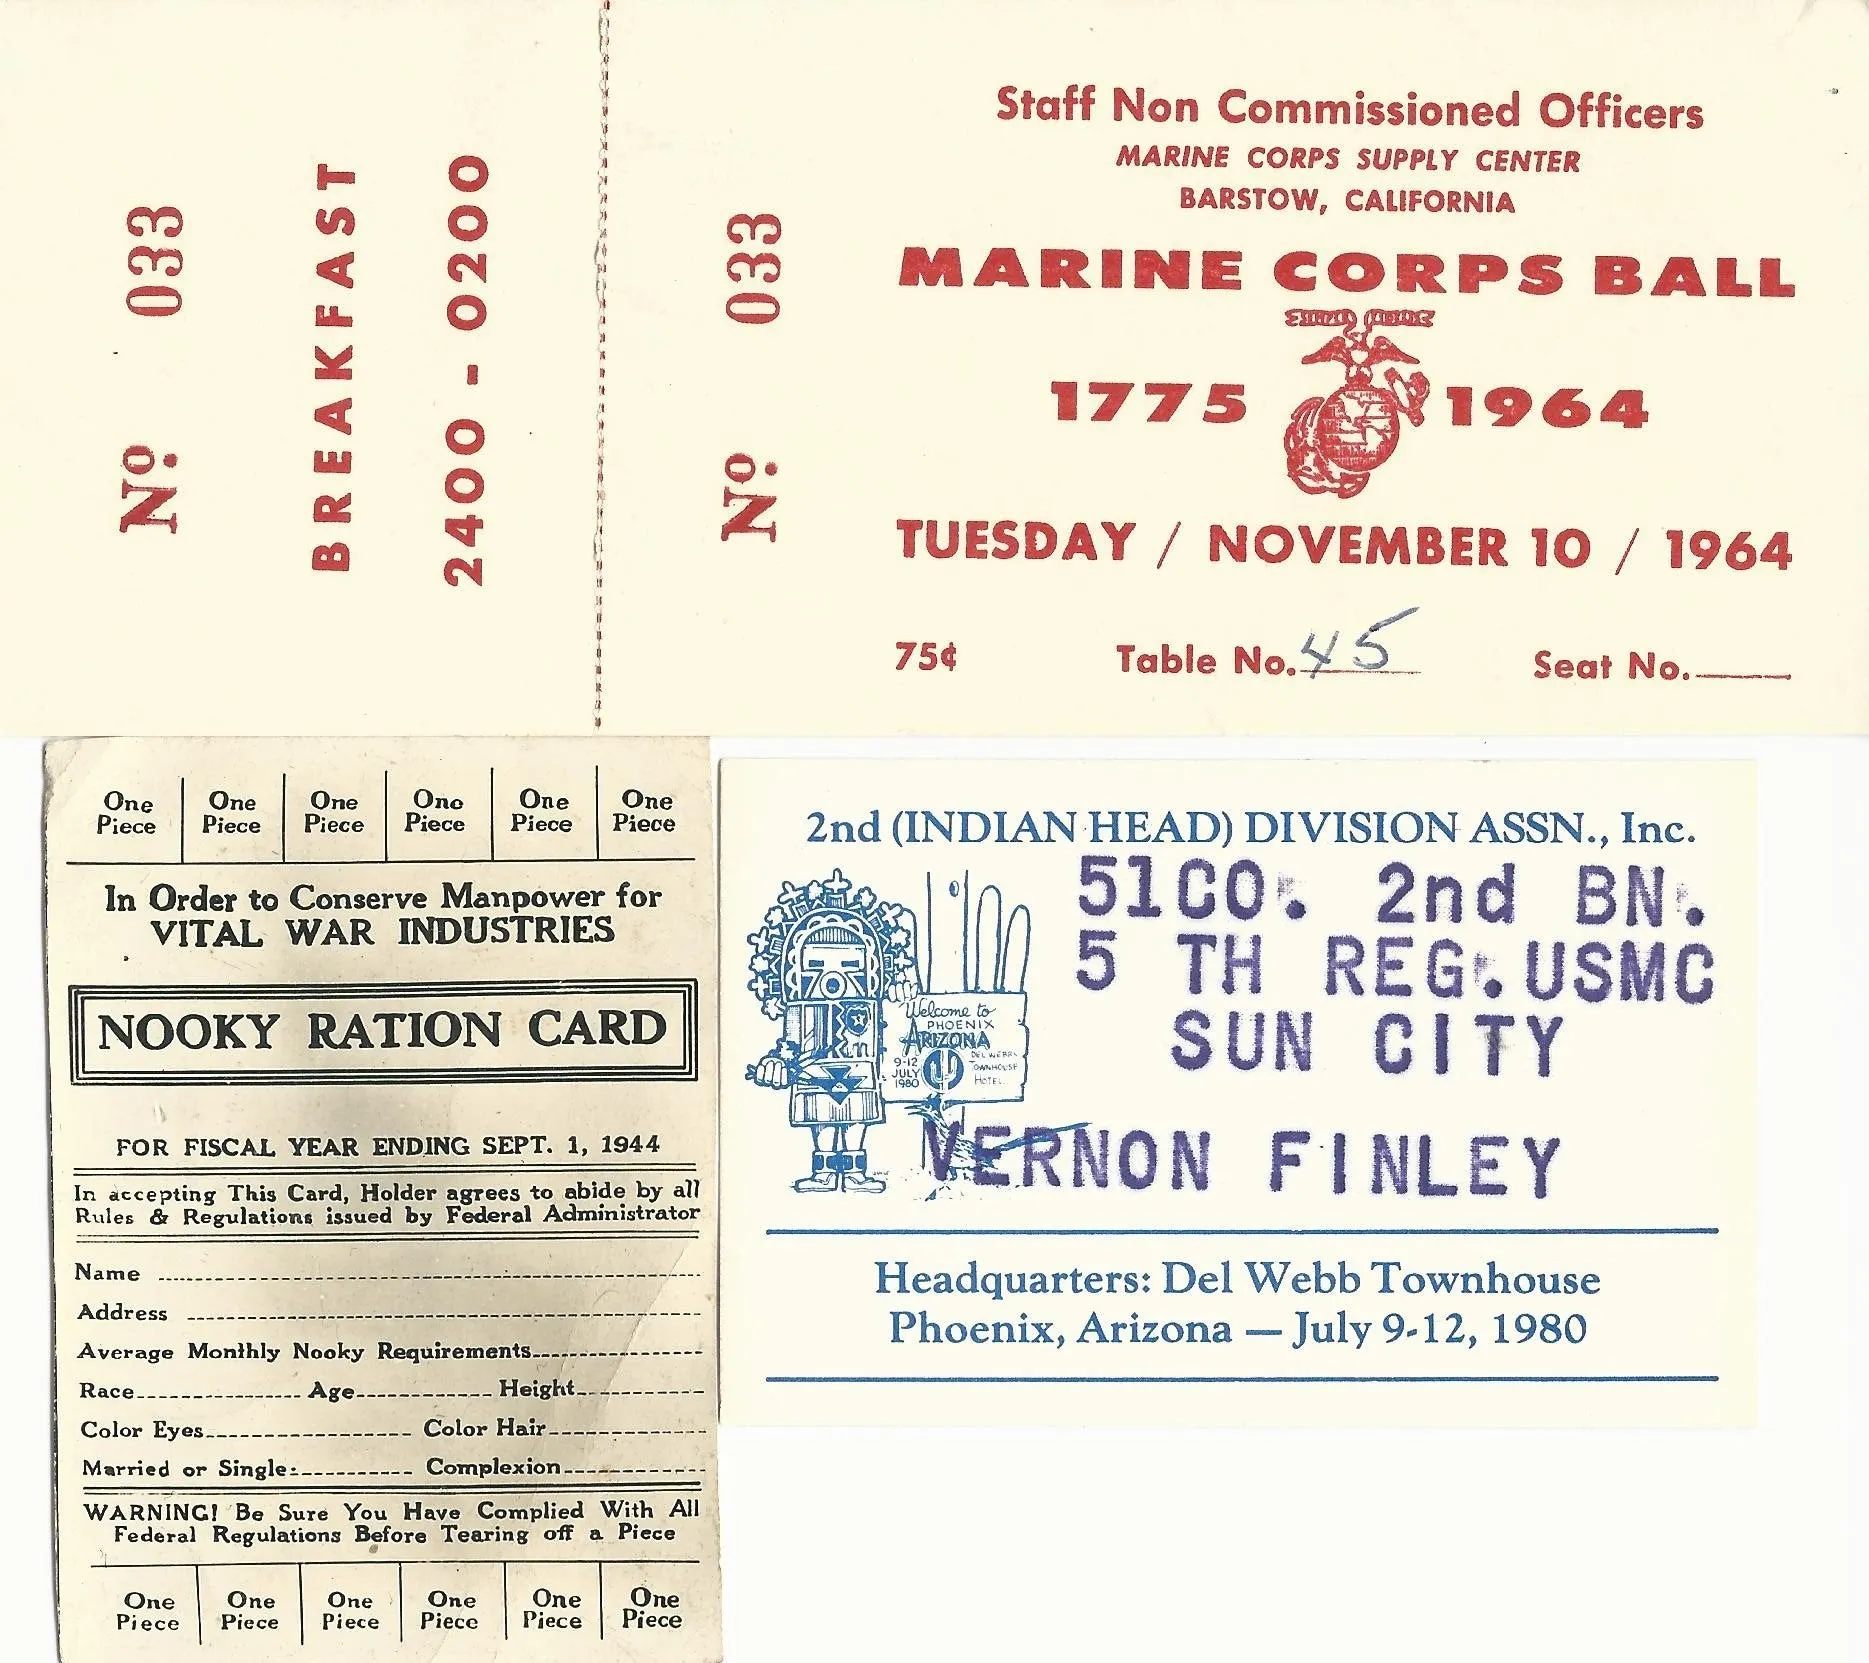 Nº 033
BREAKFAST
2400 - 0200
Nº 033
Staff Non Commissioned Officers
MARINE CORPS SUPPLY CENTER
BARSTOW, CALIFORNIA
MARINE CORPS BALL
1775 1964
TUESDAY / NOVEMBER 10 / 1964
75¢ Table No. 45 Seat No.
One Piece One Piece One Piece One Piece One Piece One Piece
In Order to Conserve Manpower for
VITAL WAR INDUSTRIES
NOOKY RATION CARD
FOR FISCAL YEAR ENDING SEPT. 1, 1944
In accepting This Card, Holder agrees to abide by all
Rules & Regulations issued by Federal Administrator
Name
Address
Average Monthly Nooky Requirements
Race Age Height
Color Eyes Color Hair
Married or Single: Complexion
WARNING! Be Sure You Have Complied With All
Federal Regulations Before Tearing off a Piece
One Piece One Piece One Piece One Piece One Piece One Piece
2nd (INDIAN HEAD) DIVISION ASSN., Inc.
51CO. 2nd BN.
5 TH REG. USMC
SUN CITY
Welcome to
PHOENIX
ARIZONA
9-12
JULY
1980
DEL WEBB
TOWNHOUSE
HOTEL
VERNON FINLEY
Headquarters: Del Webb Townhouse
Phoenix, Arizona — July 9-12, 1980